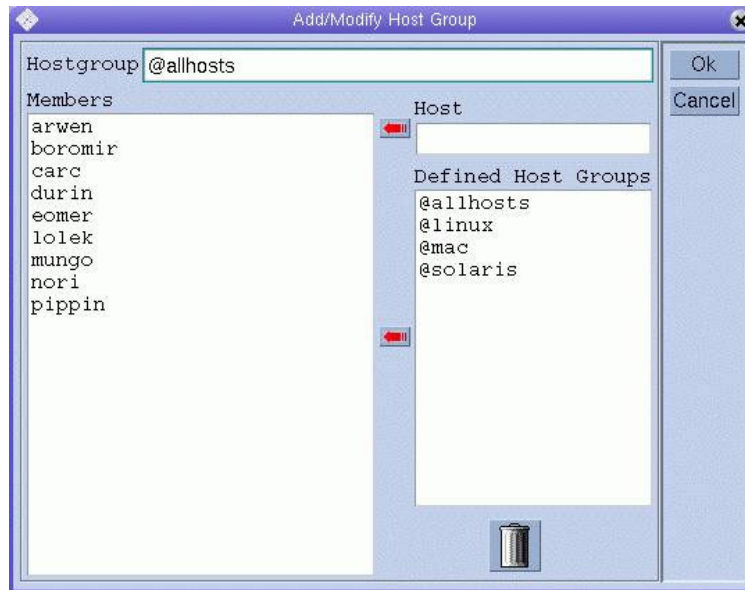 Add/Modify Host Group
Hostgroup @allhosts
Ok
Cancel
Members
arwen
boromir
carc
durin
eomer
lolek
mungo
nori
pippin
Host
Defined Host Groups
@allhosts
@linux
@mac
@solaris